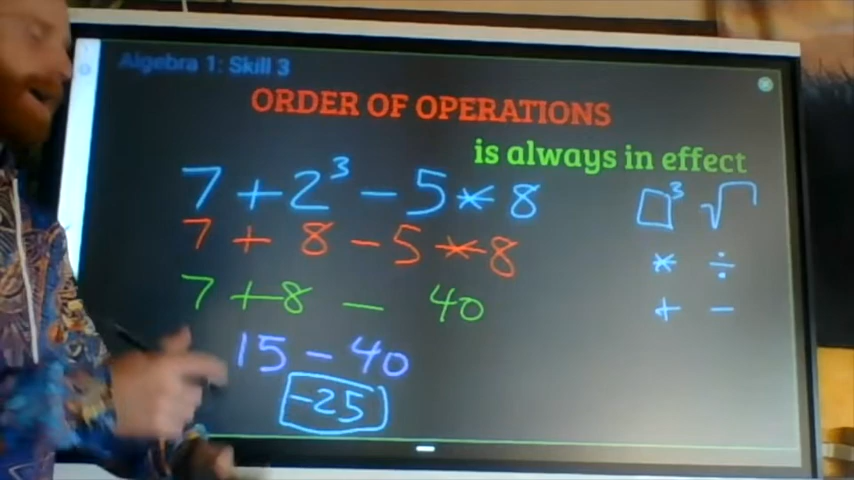 Algebra 1: Skill 3
ORDER OF OPERATIONS
is always in effect
7 + 2³ - 5 * 8
□³ √
7 + 8 - 5 * 8
* ÷
7 + 8 - 40
+ -
15 - 40
-25